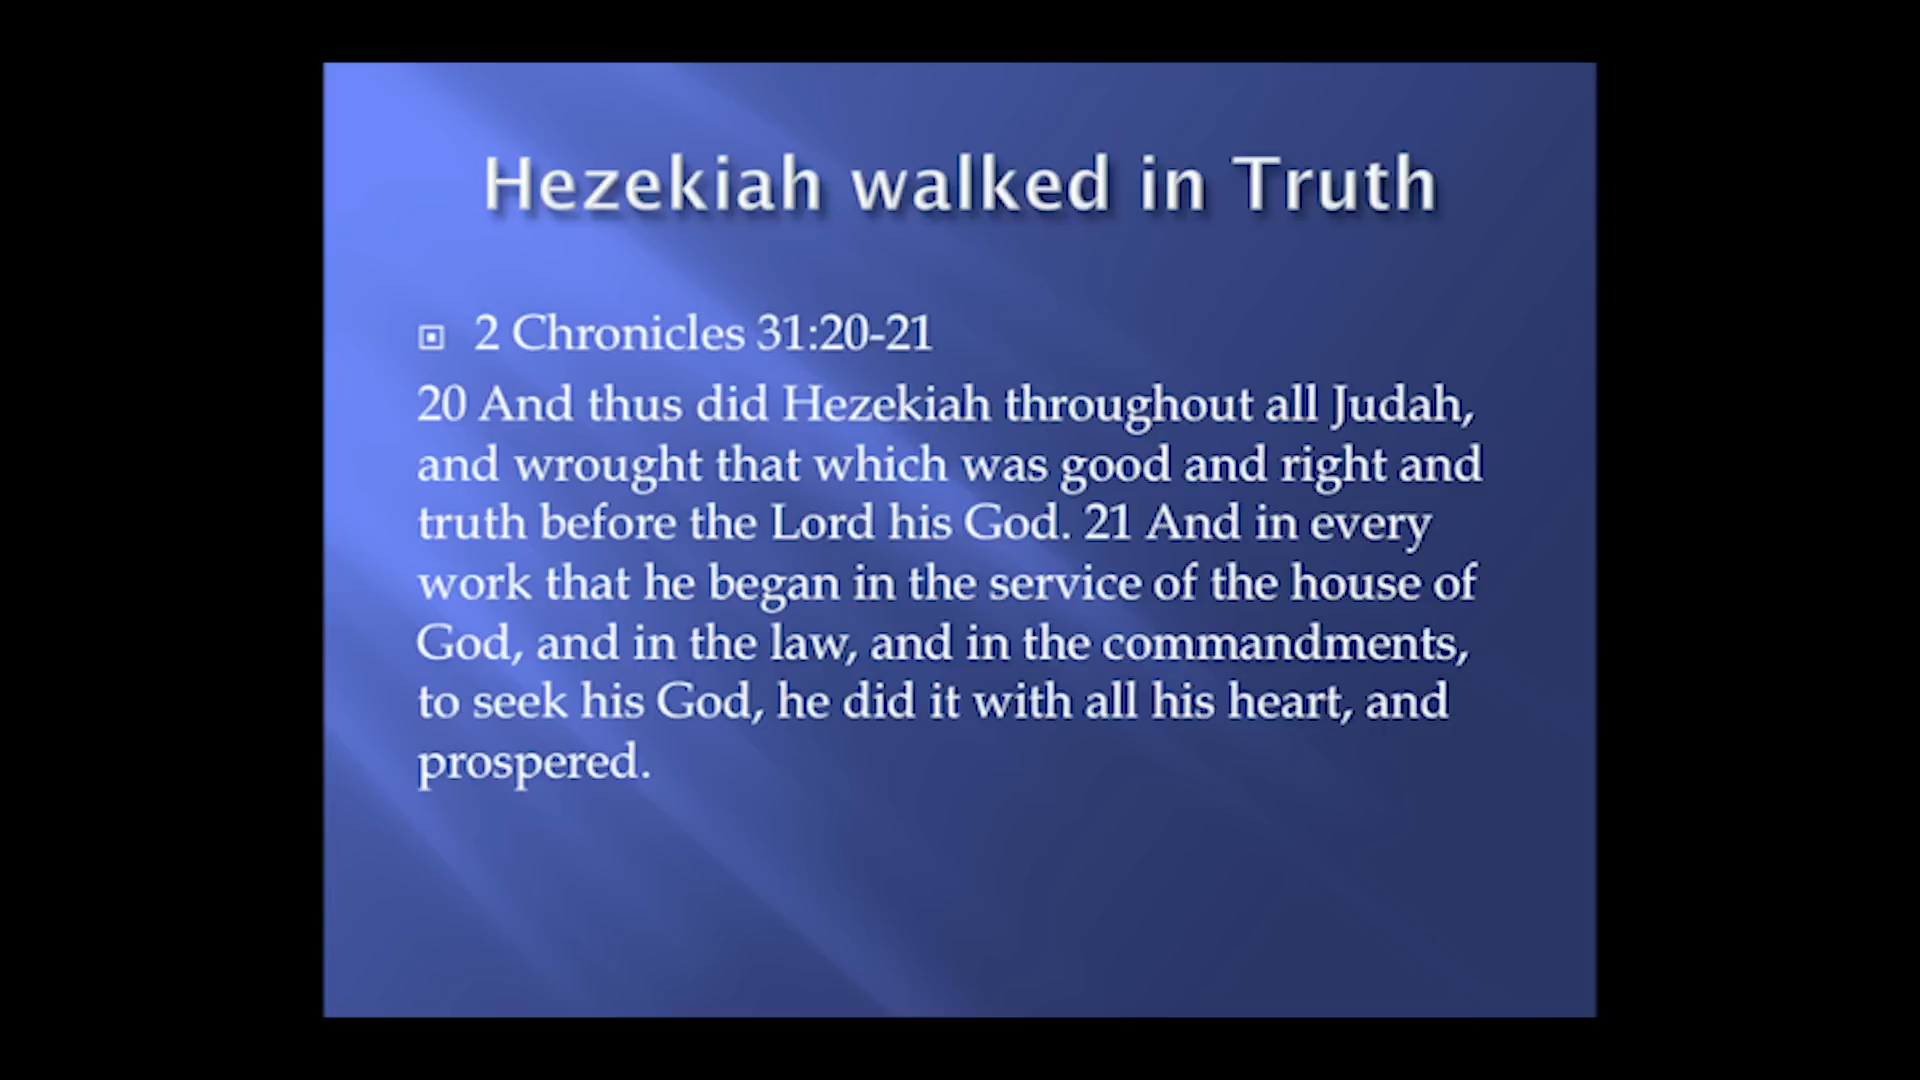 Hezekiah walked in Truth
2 Chronicles 31:20-21
20 And thus did Hezekiah throughout all Judah,
and wrought that which was good and right and
truth before the Lord his God. 21 And in every
work that he began in the service of the house of
God, and in the law, and in the commandments,
to seek his God, he did it with all his heart, and
prospered.